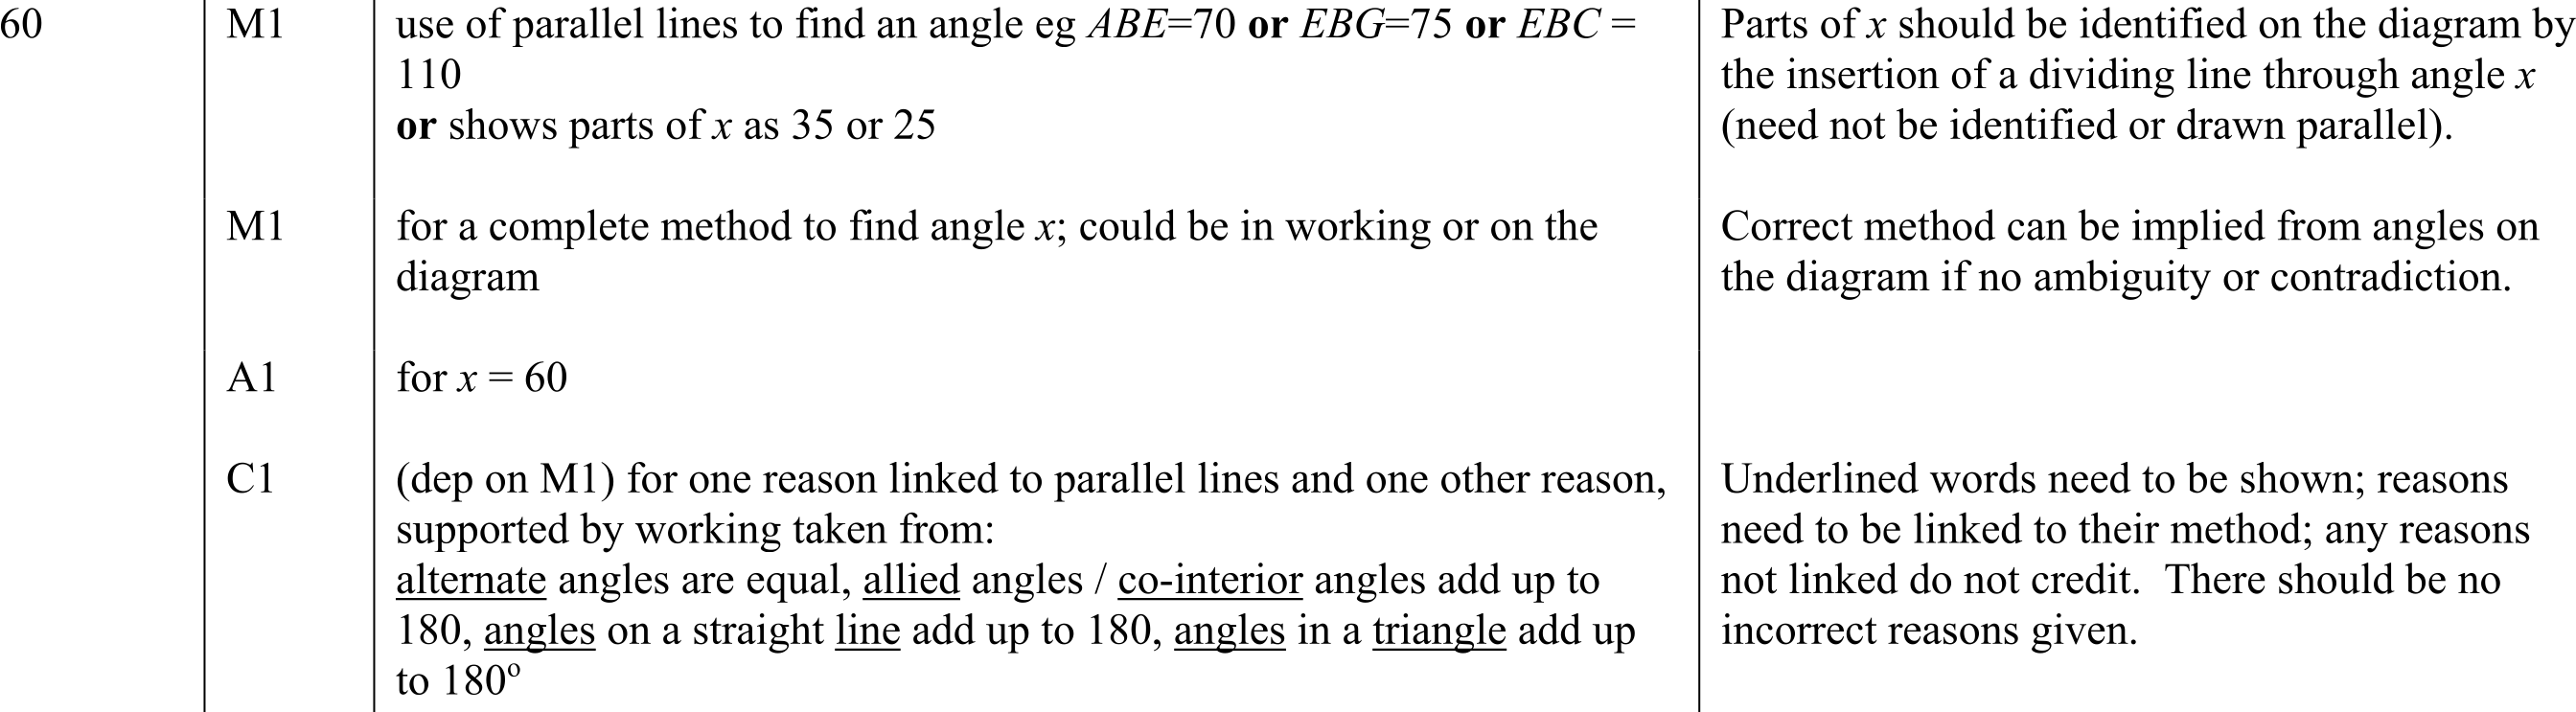 60
M1
use of parallel lines to find an angle eg ABE=70 or EBG=75 or EBC =
110
or shows parts of x as 35 or 25
Parts of x should be identified on the diagram by
the insertion of a dividing line through angle x
(need not be identified or drawn parallel).
M1
for a complete method to find angle x; could be in working or on the
diagram
Correct method can be implied from angles on
the diagram if no ambiguity or contradiction.
A1
for x = 60
C1
(dep on M1) for one reason linked to parallel lines and one other reason,
supported by working taken from:
alternate angles are equal, allied angles / co-interior angles add up to
180, angles on a straight line add up to 180, angles in a triangle add up
to 180º
Underlined words need to be shown; reasons
need to be linked to their method; any reasons
not linked do not credit.  There should be no
incorrect reasons given.